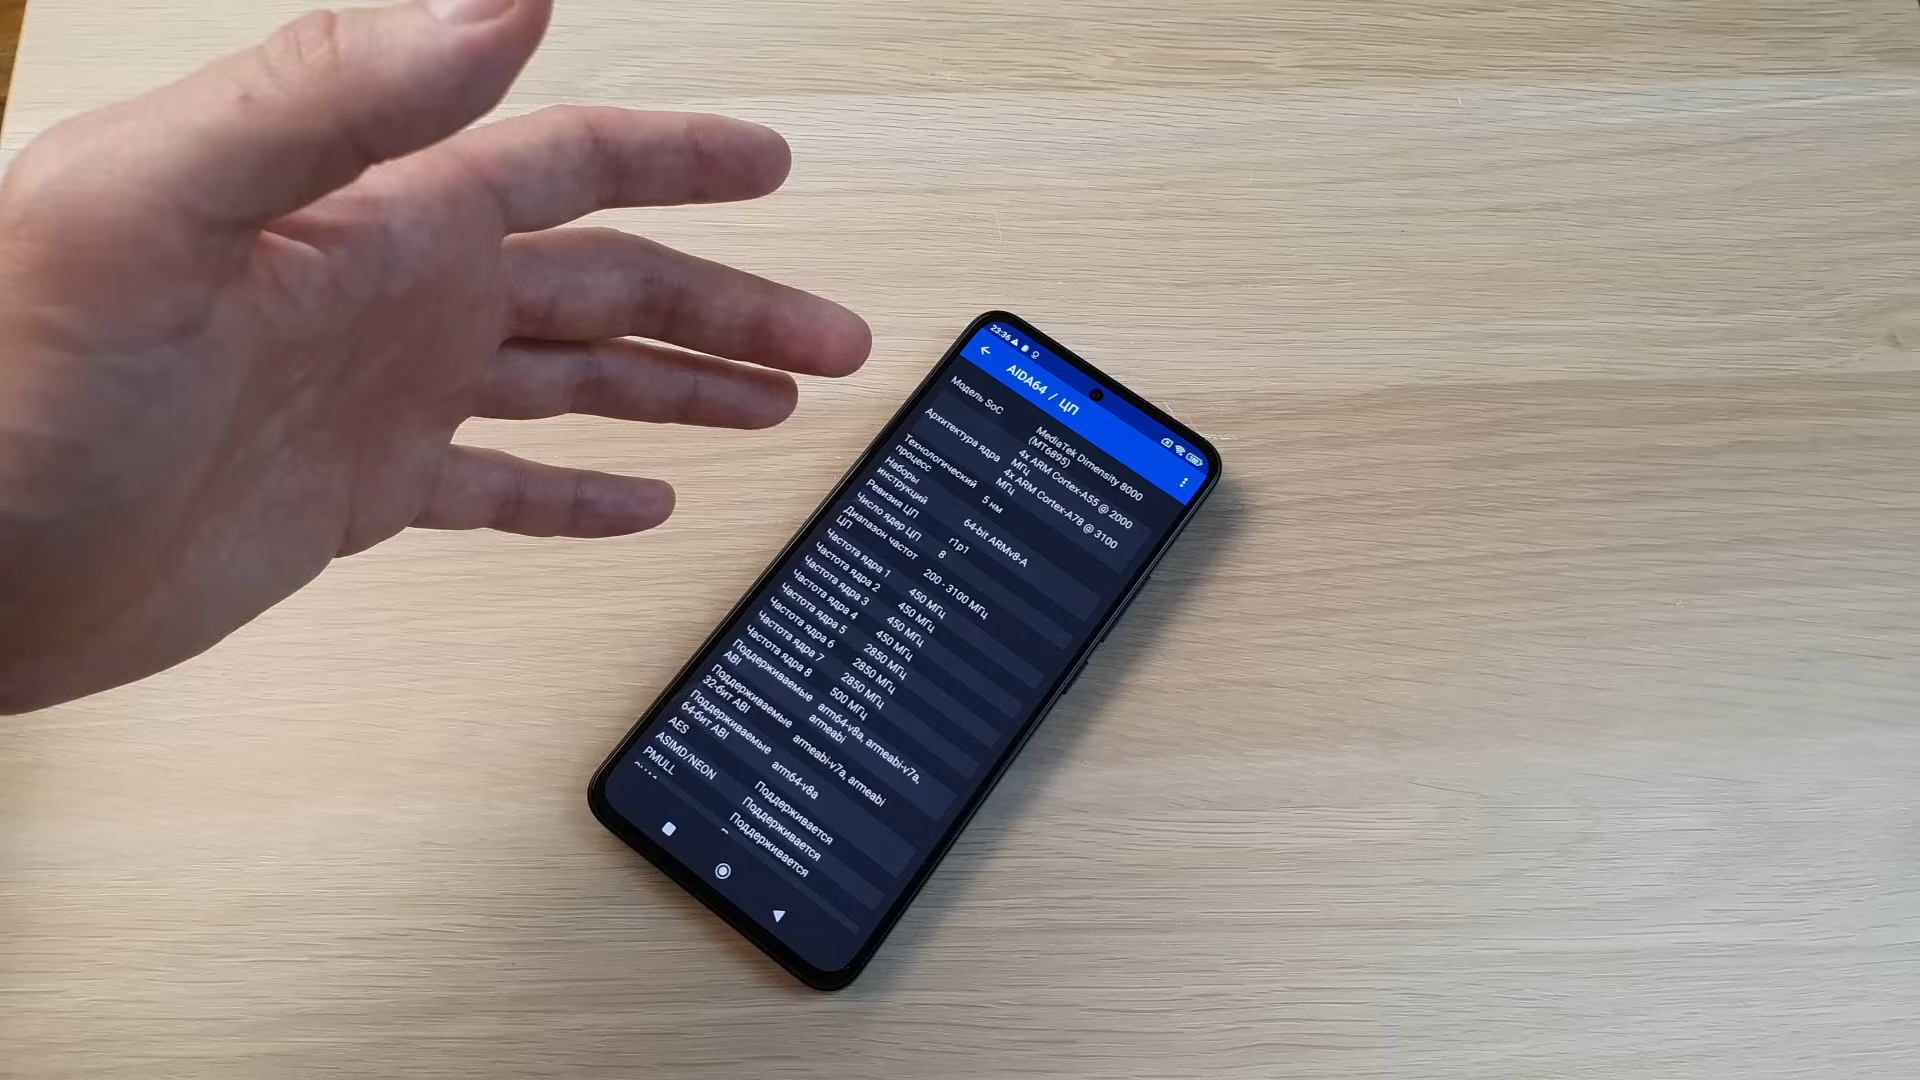 23:36
AIDA64 / ЦП
Модель SoC
MediaTek Dimensity 8000
(MT6895)
Архитектура ядра
4x ARM Cortex-A55 @ 2000
МГц
4x ARM Cortex-A78 @ 3100
МГц
Технологический
процесс
5 нм
Наборы
инструкций
64-bit ARMv8-A
Ревизия ЦП
r1p1
Число ядер ЦП
8
Диапазон частот
ЦП
200 - 3100 МГц
Частота ядра 1
450 МГц
Частота ядра 2
450 МГц
Частота ядра 3
450 МГц
Частота ядра 4
450 МГц
Частота ядра 5
2850 МГц
Частота ядра 6
2850 МГц
Частота ядра 7
2850 МГц
Частота ядра 8
500 МГц
Поддерживаемые
ABI
arm64-v8a, armeabi-v7a,
armeabi
Поддерживаемые
32-бит ABI
armeabi-v7a, armeabi
Поддерживаемые
64-бит ABI
arm64-v8a
AES
Поддерживается
ASIMD/NEON
Поддерживается
PMULL
Поддерживается